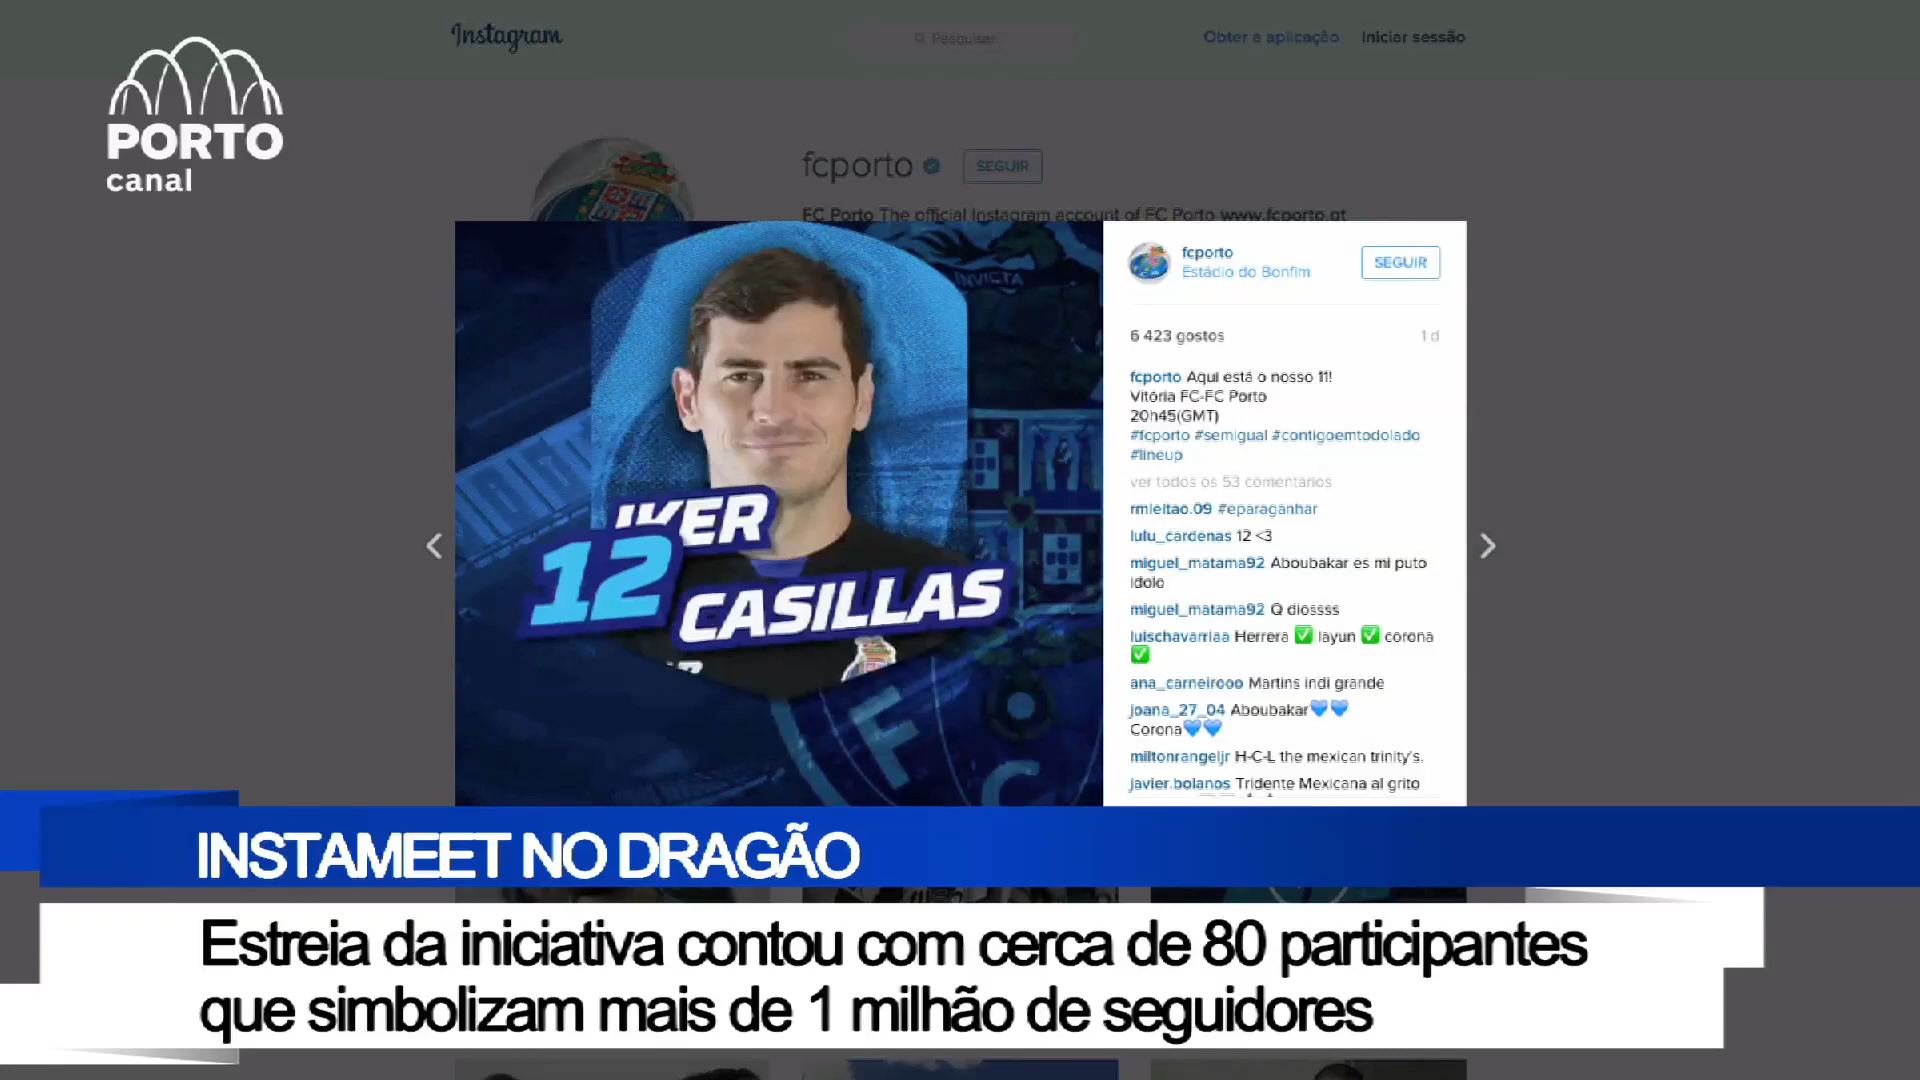 Instagram
Pesquisar
Obter a aplicação
Iniciar sessão
PORTO
canal
fcporto
SEGUIR
FC Porto The official Instagram account of FC Porto www.fcporto.pt
INVICTA
IKER
12
CASILLAS
F
C
fcporto
Estádio do Bonfim
SEGUIR
6 423 gostos
1 d
fcporto Aqui está o nosso 11!
Vitória FC-FC Porto
20h45(GMT)
#fcporto #semigual #contigoemtodolado
#lineup
ver todos os 53 comentários
rmleitao.09 #eparaganhar
lulu_cardenas 12 <3
miguel_matama92 Aboubakar es mi puto
idolo
miguel_matama92 Q diossss
luischavarriaa Herrera ✅ layun ✅ corona
✅
ana_carneirooo Martins indi grande
joana_27_04 Aboubakar💙💙
Corona💙💙
miltonrangeljr H-C-L the mexican trinity's.
javier.bolanos Tridente Mexicana al grito
INSTAMEET NO DRAGÃO
Estreia da iniciativa contou com cerca de 80 participantes
que simbolizam mais de 1 milhão de seguidores